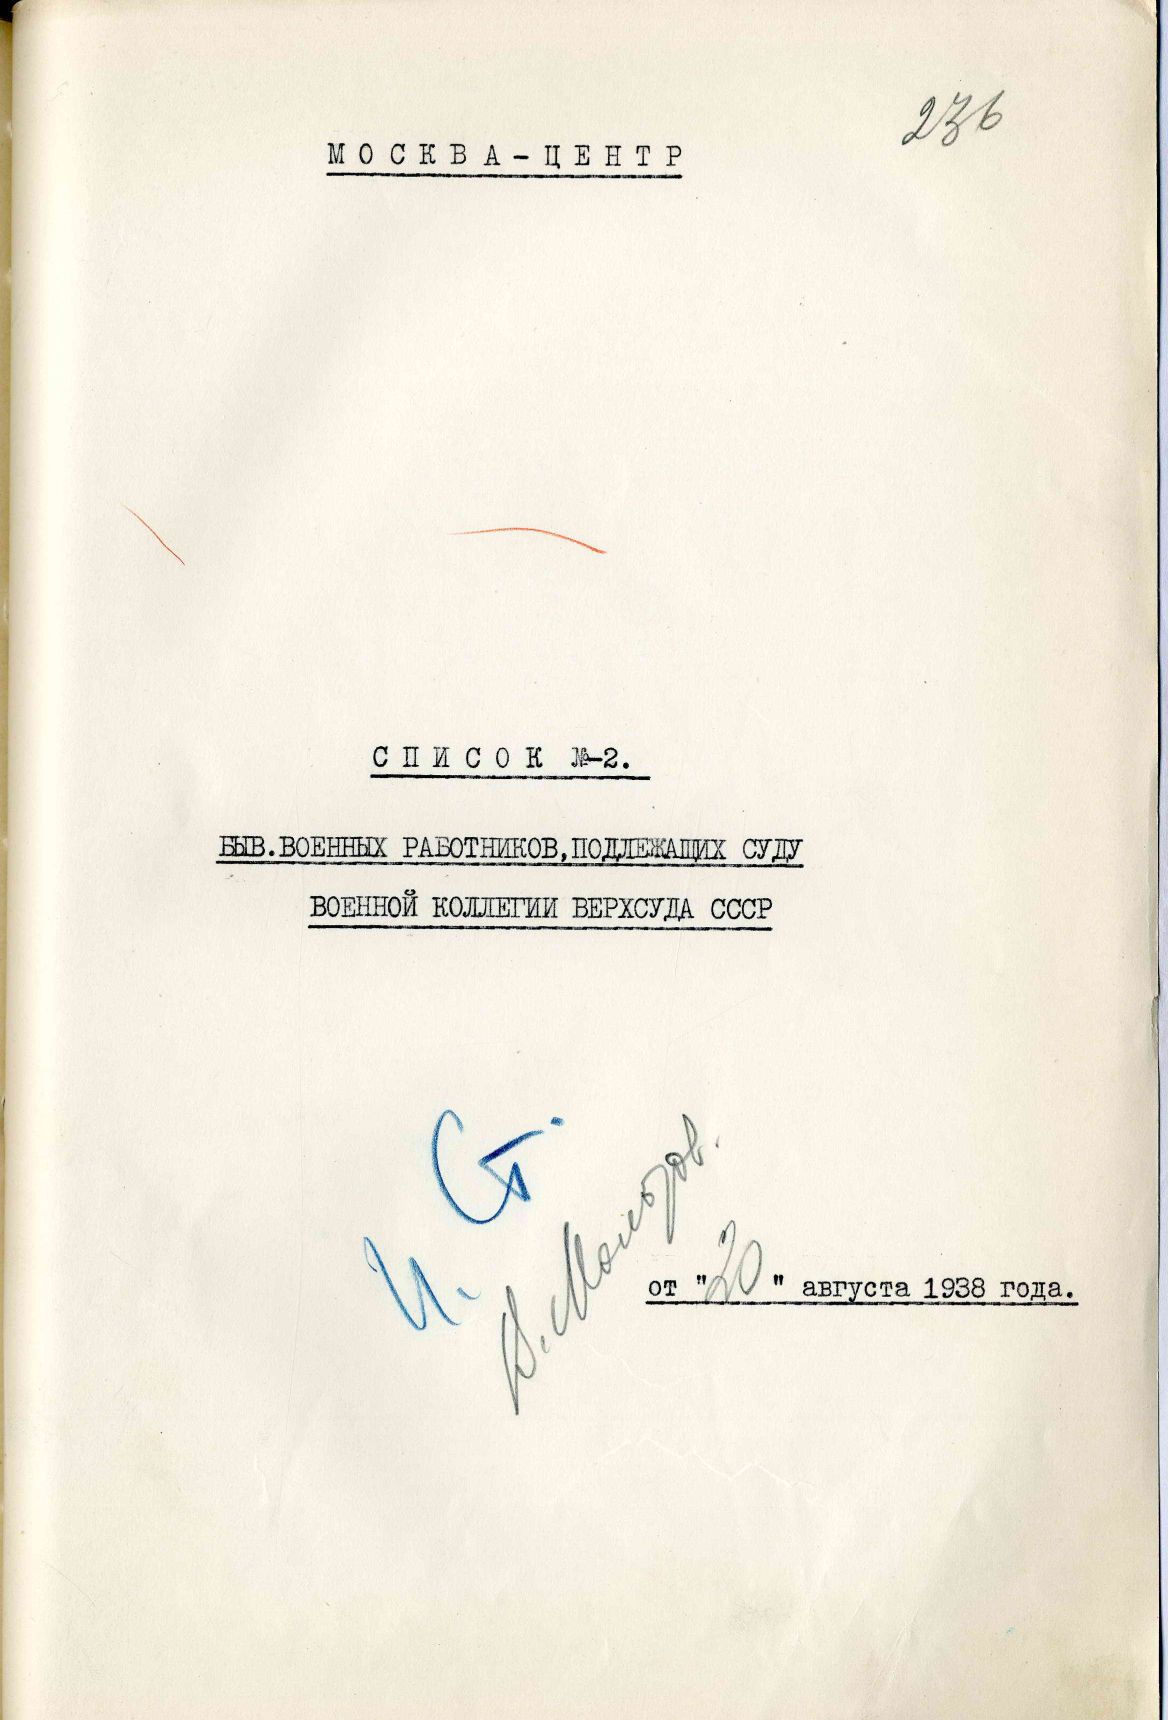 236
МОСКВА-ЦЕНТР
СПИСОК №-2.
БЫВ.ВОЕННЫХ РАБОТНИКОВ,ПОДЛЕЖАЩИХ СУДУ
ВОЕННОЙ КОЛЛЕГИИ ВЕРХСУДА СССР
И. Ст.
В. Молотов.
от "20" августа 1938 года.